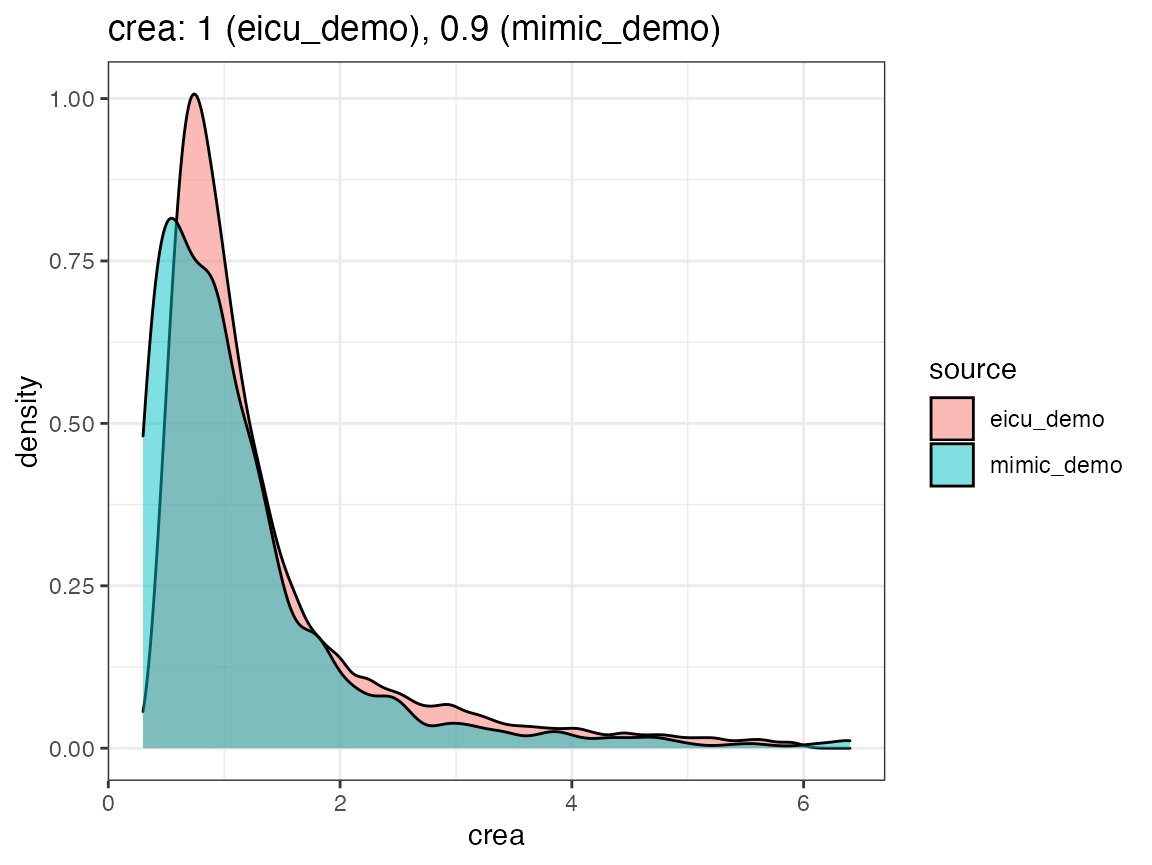 crea: 1 (eicu_demo), 0.9 (mimic_demo)
1.00
0.75
0.50
0.25
0.00
density
0 2 4 6
crea
source
eicu_demo
mimic_demo